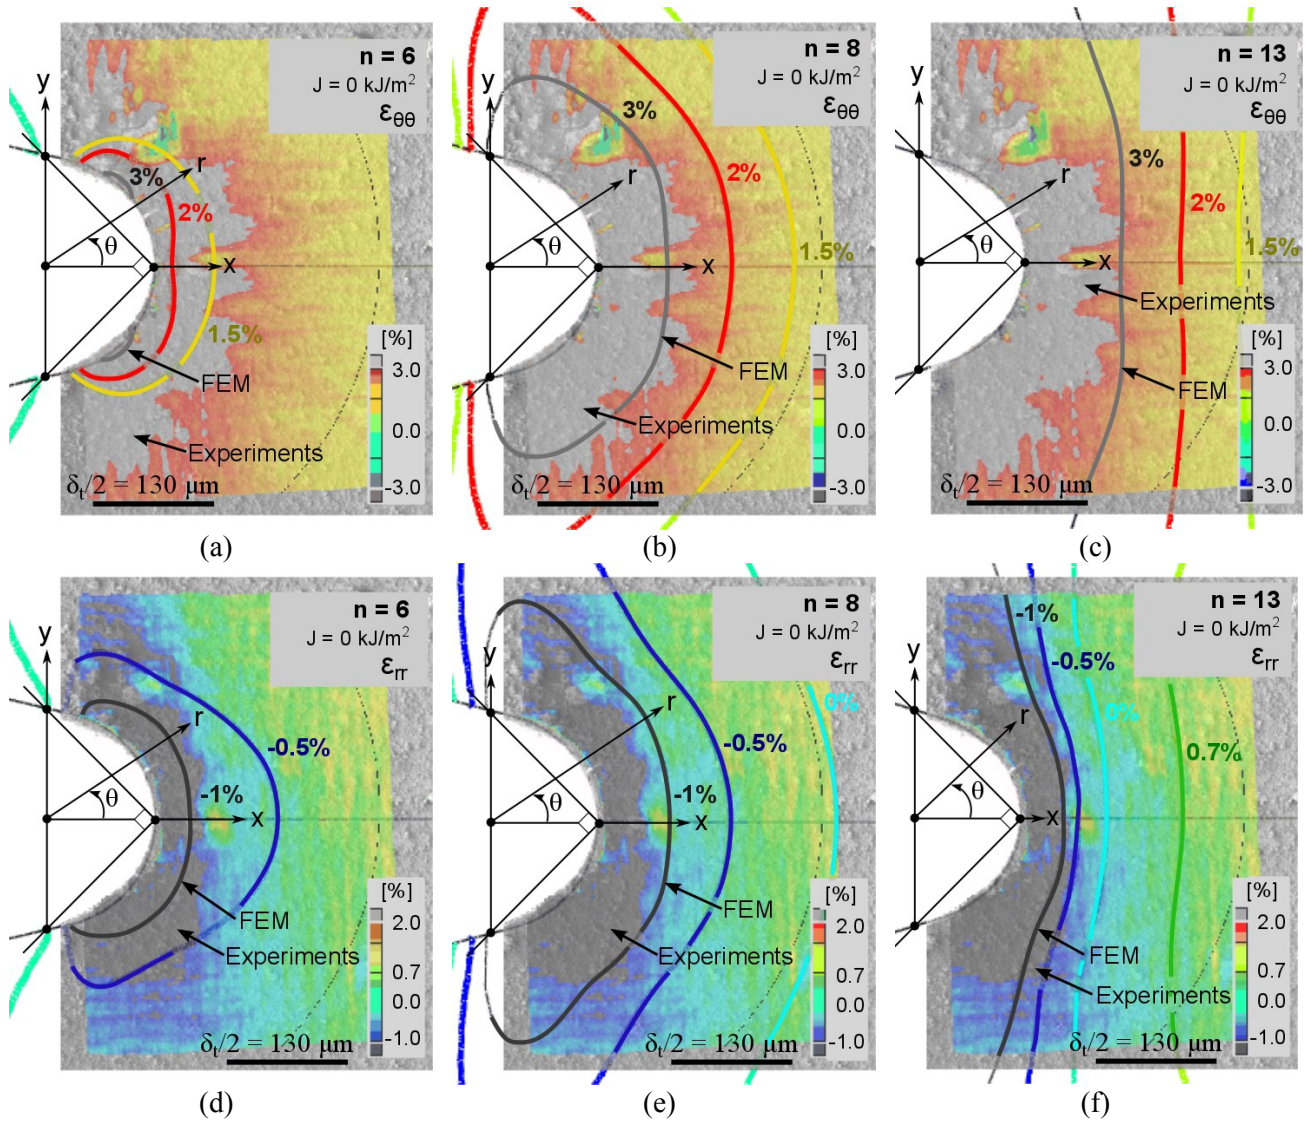 n = 6
J = 0 kJ/m²
εθθ
y
3%
r
2%
θ
x
1.5%
FEM
Experiments
[%]
3.0
0.0
-3.0
δt/2 = 130 μm
(a)
n = 8
J = 0 kJ/m²
εθθ
y
3%
r
2%
θ
x
1.5%
FEM
Experiments
[%]
3.0
0.0
-3.0
δt/2 = 130 μm
(b)
n = 13
J = 0 kJ/m²
εθθ
y
3%
r
2%
θ
x
1.5%
Experiments
FEM
[%]
3.0
0.0
-3.0
δt/2 = 130 μm
(c)
n = 6
J = 0 kJ/m²
εrr
y
r
-0.5%
-1%
θ
x
FEM
Experiments
[%]
2.0
0.7
0.0
-1.0
δt/2 = 130 μm
(d)
n = 8
J = 0 kJ/m²
εrr
y
r
0%
-0.5%
-1%
θ
x
FEM
Experiments
[%]
2.0
0.7
0.0
-1.0
δt/2 = 130 μm
(e)
n = 13
J = 0 kJ/m²
εrr
-1%
y
-0.5%
r
0%
0.7%
θ
x
FEM
Experiments
[%]
2.0
0.7
0.0
-1.0
δt/2 = 130 μm
(f)